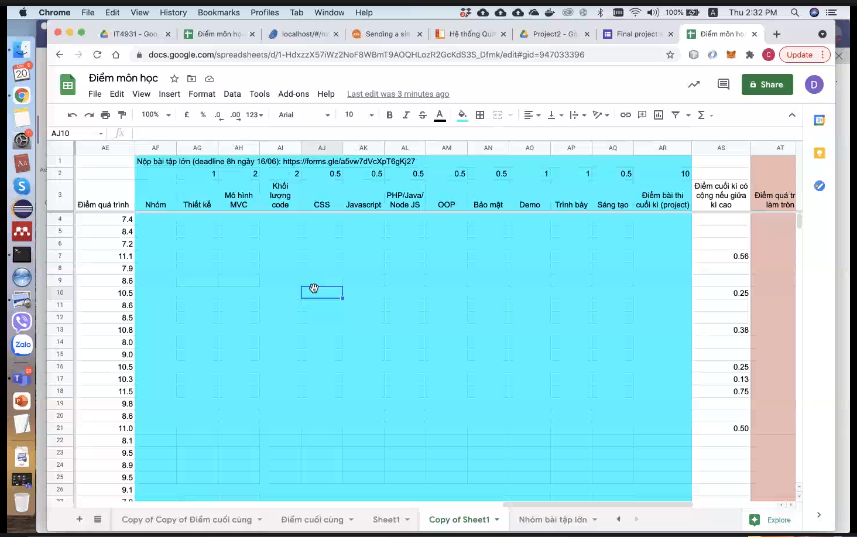 Chrome File Edit View History Bookmarks Profiles Tab Window Help 100% Thu 2:32 PM
IT4931 - Goo
Điểm môn họ
localhost/#/no
Sending a sin
Hệ thống Quả
Project2 - Go
Final project s
Điểm môn họ
docs.google.com/spreadsheets/d/1-HdxzzX57iWz2NoF8WBmT9AOQHLozR2GcKdS3S_Dfmk/edit#gid=947033396
C
Update
Điểm môn học
File Edit View Insert Format Data Tools Add-ons Help Last edit was 3 minutes ago
Share
D
100% £ % .0 .00 123 Arial 10 B I S A
AJ10 fx
AE AF AG AH AI AJ AK AL AM AN AO AP AQ AR AS AT
1 Nộp bài tập lớn (deadline 8h ngày 16/06): https://forms.gle/a5vw7dVcXpT6gKj27
2 1 2 2 0.5 0.5 0.5 0.5 0.5 1 1 0.5 10
3 Điểm quá trình Nhóm Thiết kế Mô hình MVC Khối lượng code CSS Javascript PHP/Java/ Node JS OOP Bảo mật Demo Trình bày Sáng tạo Điểm bài thi cuối kì (project) Điểm cuối kì có cộng nếu giữa kì cao Điểm quá tr làm tròn
4 7.4
5 8.4
6 7.2
7 11.1 0.56
8 7.9
9 8.6
10 10.5 0.25
11 8.6
12 8.5
13 10.8 0.38
14 8.0
15 9.0
16 10.5 0.25
17 10.3 0.13
18 11.5 0.75
19 9.8
20 8.6
21 11.0 0.50
22 8.1
23 9.5
24 8.9
25 9.5
26 9.1
Copy of Copy of Điểm cuối cùng
Điểm cuối cùng
Sheet1
Copy of Sheet1
Nhóm bài tập lớn
Explore
20
Zalo